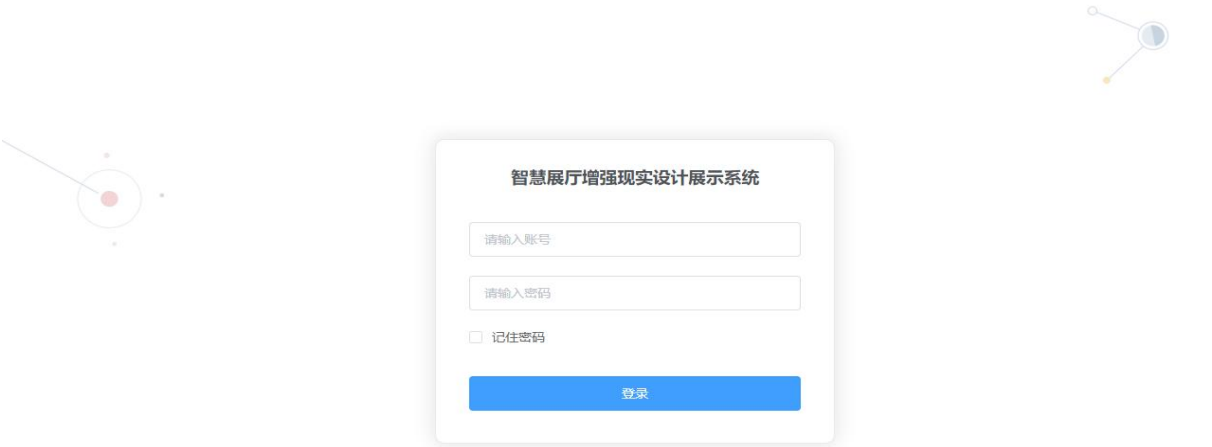 智慧展厅增强现实设计展示系统
请输入账号
请输入密码
记住密码
登录